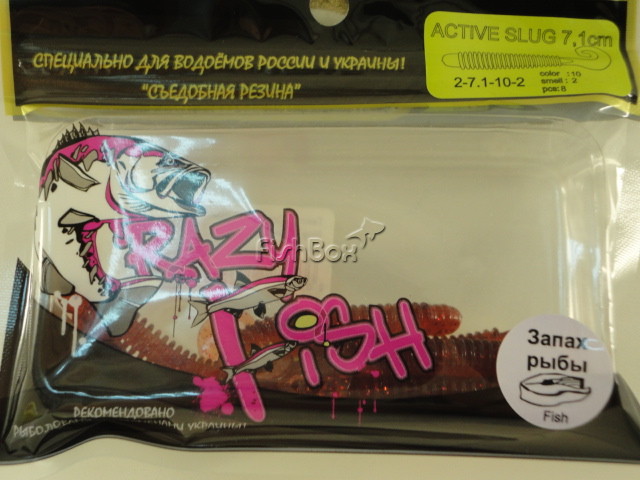 СПЕЦИАЛЬНО ДЛЯ ВОДОЁМОВ РОССИИ И УКРАИНЫ!
"СЪЕДОБНАЯ РЕЗИНА"
ACTIVE SLUG 7,1cm
2-7.1-10-2
color :10
smell : 2
pcs: 8
CRAZY
FishBox
FISH
Запах
рыбы
Fish
РЕКОМЕНДОВАНО
УКРАИНЫ!